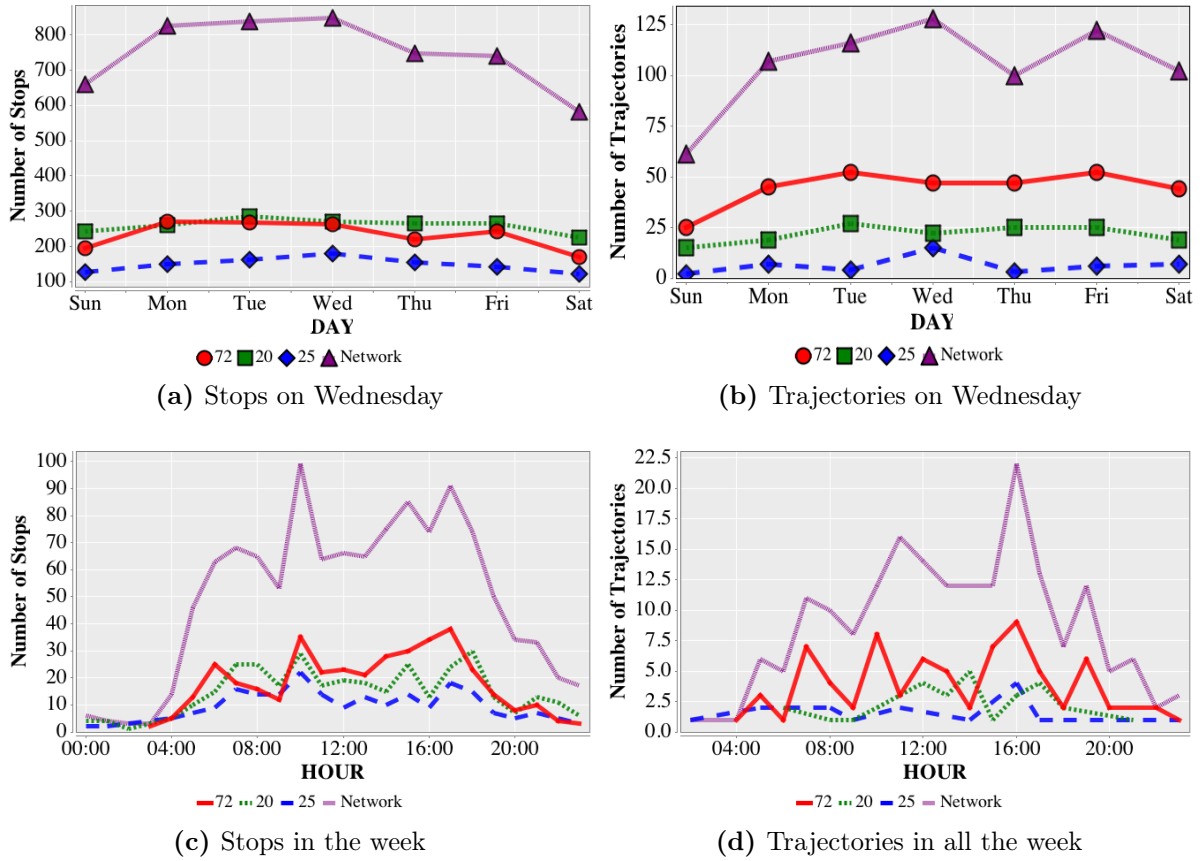 Number of Stops
800
700
600
500
400
300
200
100
Sun Mon Tue Wed Thu Fri Sat
DAY
72 20 25 Network
(a) Stops on Wednesday
Number of Trajectories
125
100
75
50
25
0
Sun Mon Tue Wed Thu Fri Sat
DAY
72 20 25 Network
(b) Trajectories on Wednesday
Number of Stops
100
90
80
70
60
50
40
30
20
10
0
00:00 04:00 08:00 12:00 16:00 20:00
HOUR
72 20 25 Network
(c) Stops in the week
Number of Trajectories
22.5
20.0
17.5
15.0
12.5
10.0
7.5
5.0
2.5
0.0
04:00 08:00 12:00 16:00 20:00
HOUR
72 20 25 Network
(d) Trajectories in all the week